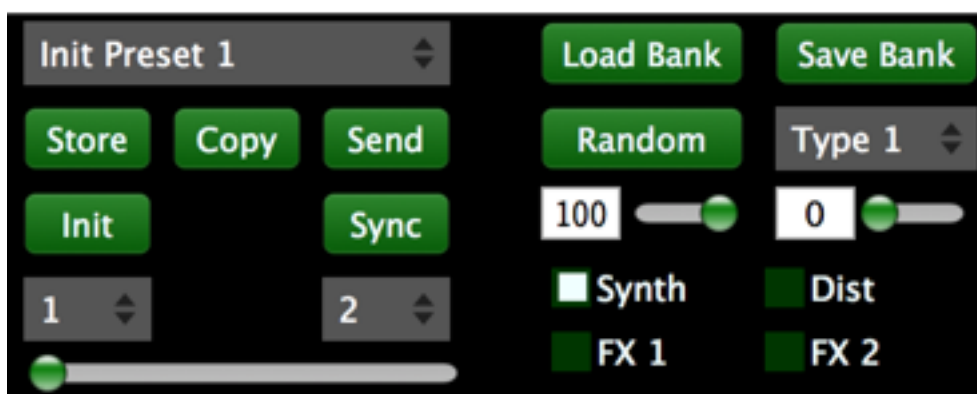 Init Preset 1
Load Bank
Save Bank
Store
Copy
Send
Random
Type 1
Init
Sync
100
0
1
2
Synth
Dist
FX 1
FX 2